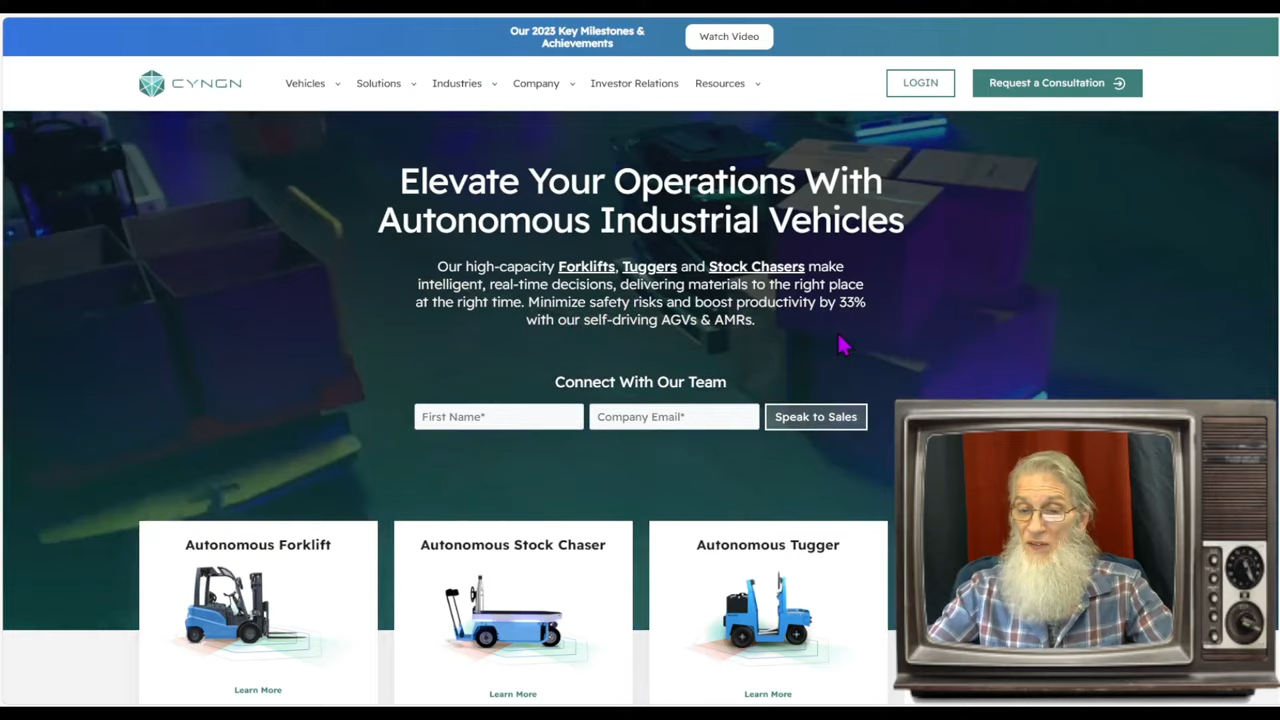 Our 2023 Key Milestones &
Achievements
Watch Video
CYNGN
Vehicles
Solutions
Industries
Company
Investor Relations
Resources
LOGIN
Request a Consultation
Elevate Your Operations With
Autonomous Industrial Vehicles
Our high-capacity Forklifts, Tuggers and Stock Chasers make
intelligent, real-time decisions, delivering materials to the right place
at the right time. Minimize safety risks and boost productivity by 33%
with our self-driving AGVs & AMRs.
Connect With Our Team
First Name*
Company Email*
Speak to Sales
Autonomous Forklift
Autonomous Stock Chaser
Autonomous Tugger
Learn More
Learn More
Learn More